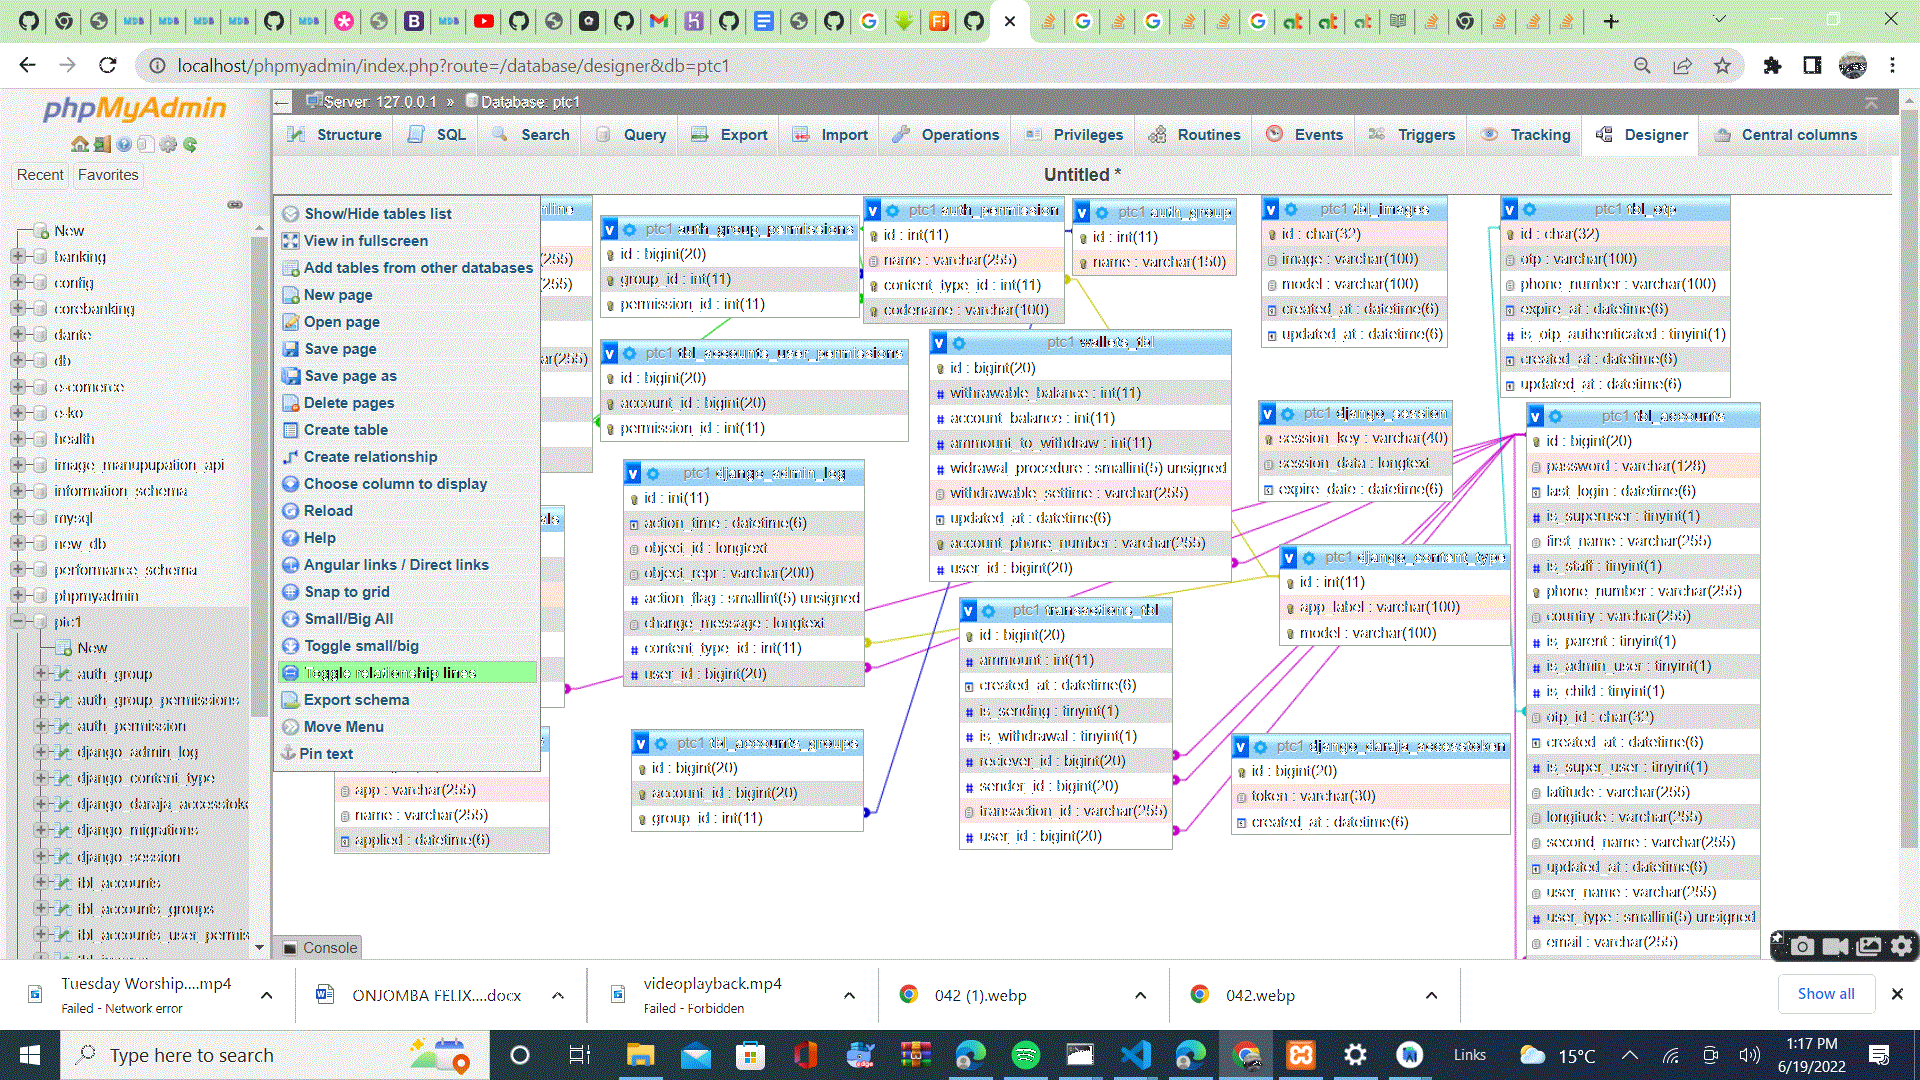 localhost/phpmyadmin/index.php?route=/database/designer&db=ptc1
phpMyAdmin
Recent
Favorites
New
banking
config
corebanking
dante
db
e-comerce
e-ko
health
image_manupupation_api
information_schema
mysql
new_db
performance_schema
phpmyadmin
ptc1
New
auth_group
auth_group_permissions
auth_permission
django_admin_log
django_content_type
django_daraja_accesstoke
django_migrations
django_session
tbl_accounts
tbl_accounts_groups
tbl_accounts_user_permis
Server: 127.0.0.1 » Database: ptc1
Structure
SQL
Search
Query
Export
Import
Operations
Privileges
Routines
Events
Triggers
Tracking
Designer
Central columns
Untitled *
Show/Hide tables list
View in fullscreen
Add tables from other databases
New page
Open page
Save page
Save page as
Delete pages
Create table
Create relationship
Choose column to display
Reload
Help
Angular links / Direct links
Snap to grid
Small/Big All
Toggle small/big
Toggle relationship lines
Export schema
Move Menu
Pin text
app : varchar(255)
name : varchar(255)
applied : datetime(6)
ptc1 auth_group_permissions
id : bigint(20)
group_id : int(11)
permission_id : int(11)
ptc1 tbl_accounts_user_permissions
id : bigint(20)
account_id : bigint(20)
permission_id : int(11)
ptc1 django_admin_log
id : int(11)
action_time : datetime(6)
object_id : longtext
object_repr : varchar(200)
action_flag : smallint(5) unsigned
change_message : longtext
content_type_id : int(11)
user_id : bigint(20)
ptc1 tbl_accounts_groups
id : bigint(20)
account_id : bigint(20)
group_id : int(11)
ptc1 auth_permission
id : int(11)
name : varchar(255)
content_type_id : int(11)
codename : varchar(100)
ptc1 auth_group
id : int(11)
name : varchar(150)
ptc1 wallets_tbl
id : bigint(20)
withrawable_balance : int(11)
account_balance : int(11)
ammount_to_withdraw : int(11)
widrawal_procedure : smallint(5) unsigned
withdrawable_settime : varchar(255)
updated_at : datetime(6)
account_phone_number : varchar(255)
user_id : bigint(20)
ptc1 transactions_tbl
id : bigint(20)
ammount : int(11)
created_at : datetime(6)
is_sending : tinyint(1)
is_withdrawal : tinyint(1)
reciever_id : bigint(20)
sender_id : bigint(20)
transaction_id : varchar(255)
user_id : bigint(20)
ptc1 tbl_images
id : char(32)
image : varchar(100)
model : varchar(100)
created_at : datetime(6)
updated_at : datetime(6)
ptc1 django_session
session_key : varchar(40)
session_data : longtext
expire_date : datetime(6)
ptc1 django_content_type
id : int(11)
app_label : varchar(100)
model : varchar(100)
ptc1 django_daraja_accesstoken
id : bigint(20)
token : varchar(30)
created_at : datetime(6)
ptc1 tbl_otp
id : char(32)
otp : varchar(100)
phone_number : varchar(100)
expire_at : datetime(6)
is_otp_authenticated : tinyint(1)
created_at : datetime(6)
updated_at : datetime(6)
ptc1 tbl_accounts
id : bigint(20)
password : varchar(128)
last_login : datetime(6)
is_superuser : tinyint(1)
first_name : varchar(255)
is_staff : tinyint(1)
phone_number : varchar(255)
country : varchar(255)
is_parent : tinyint(1)
is_admin_user : tinyint(1)
is_child : tinyint(1)
otp_id : char(32)
created_at : datetime(6)
is_super_user : tinyint(1)
latitude : varchar(255)
longitude : varchar(255)
second_name : varchar(255)
updated_at : datetime(6)
user_name : varchar(255)
user_type : smallint(5) unsigned
email : varchar(255)
Console
Tuesday Worship....mp4
Failed - Network error
ONJOMBA FELIX....docx
videoplayback.mp4
Failed - Forbidden
042 (1).webp
042.webp
Show all
Type here to search
Links
15°C
1:17 PM
6/19/2022